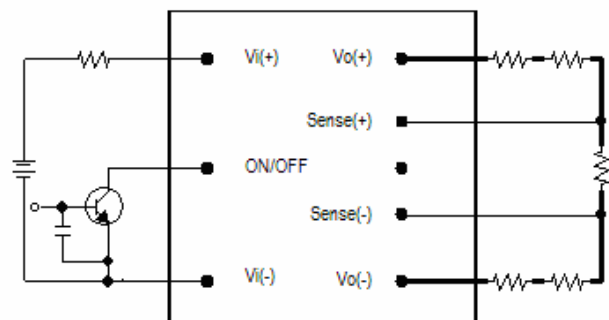 Vi(+) Vo(+)
Sense(+)
ON/OFF
Sense(-)
Vi(-) Vo(-)